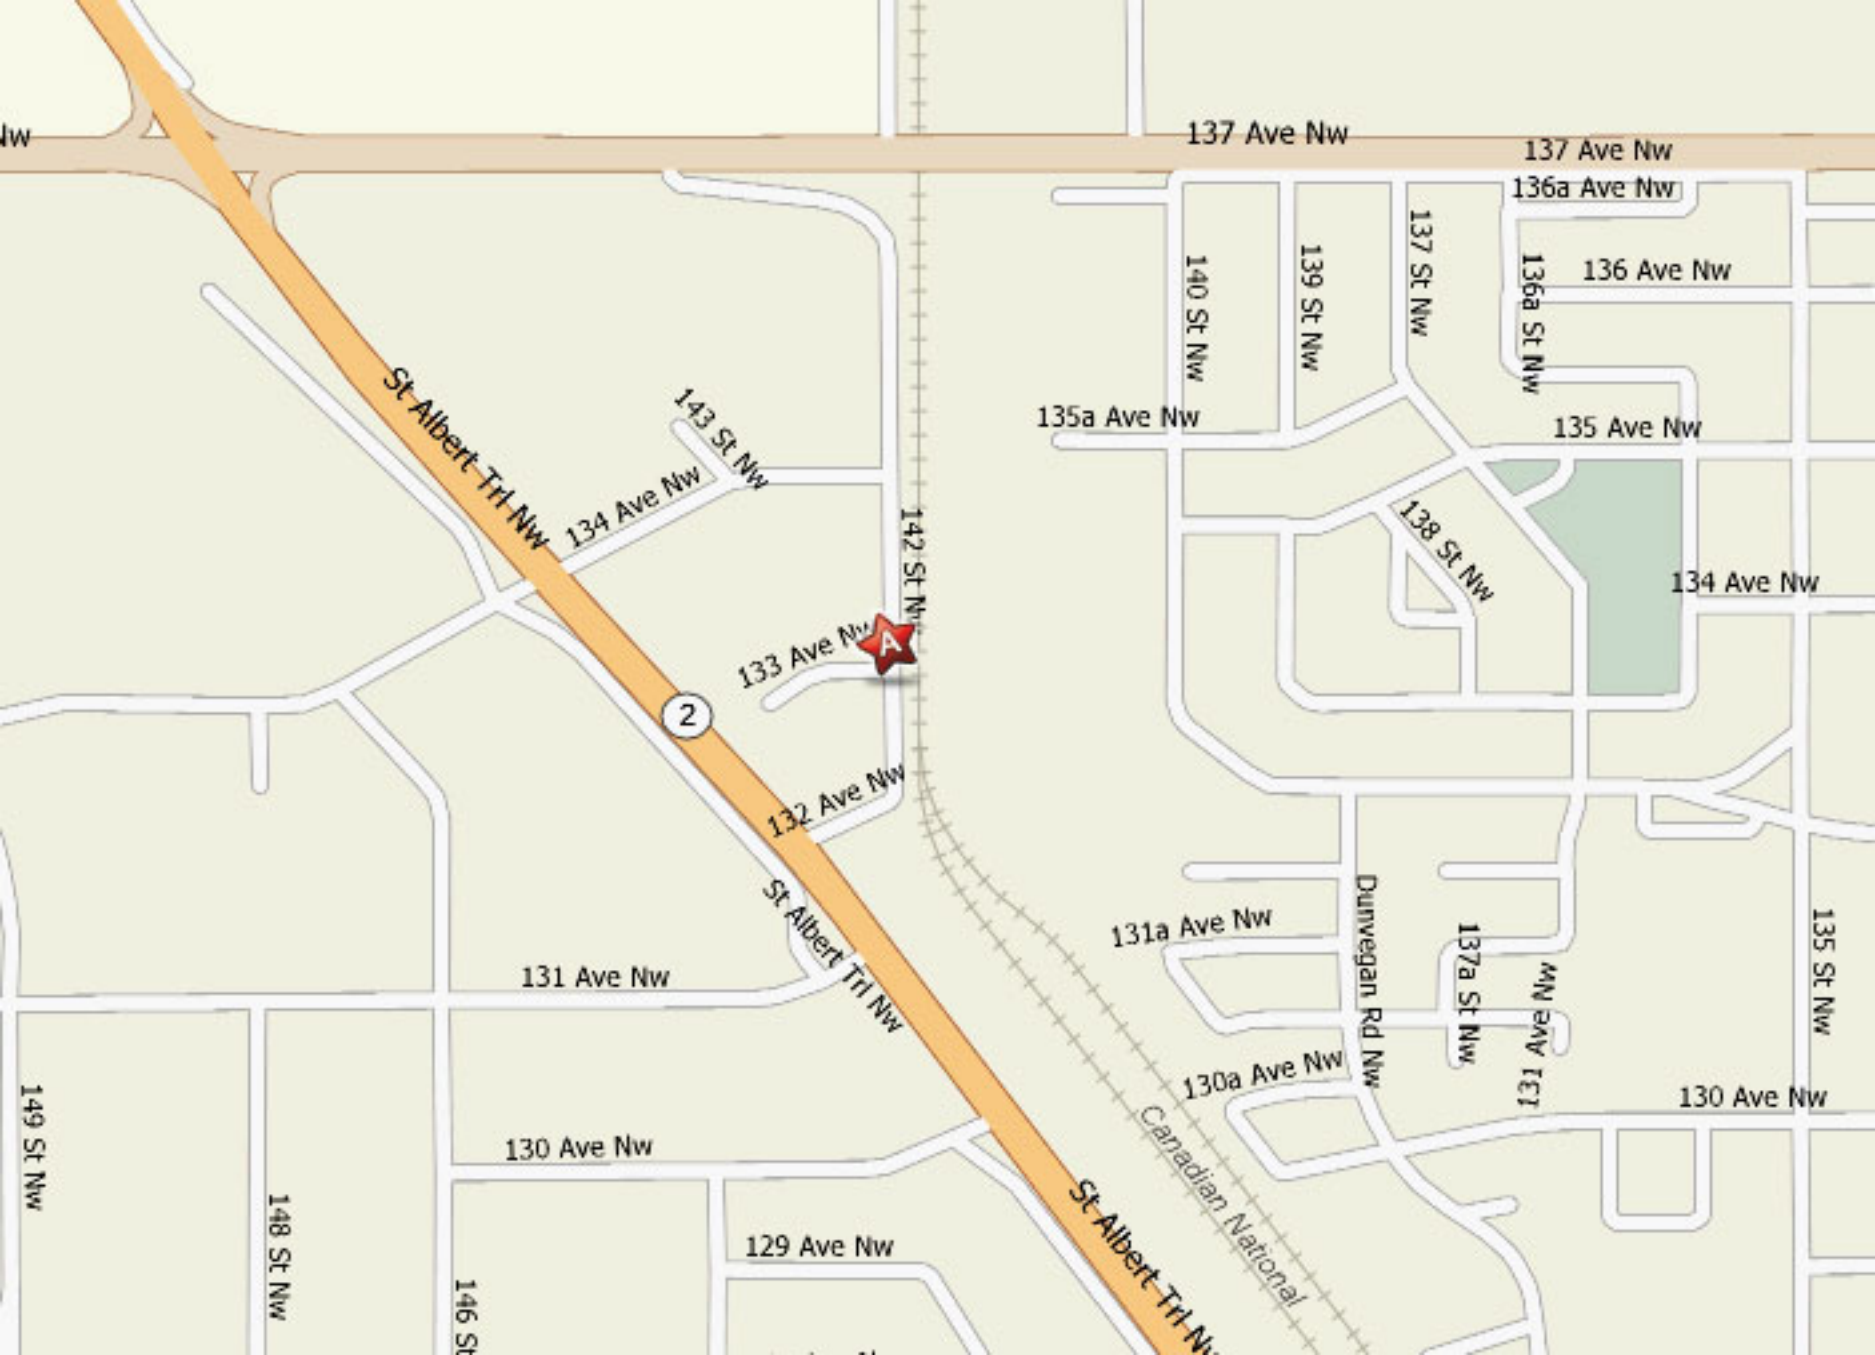 137 Ave Nw
137 Ave Nw
136a Ave Nw
137 St Nw
140 St Nw
139 St Nw
136a St Nw
136 Ave Nw
St Albert Trl Nw
143 St Nw
135a Ave Nw
135 Ave Nw
134 Ave Nw
142 St Nw
138 St Nw
134 Ave Nw
133 Ave Nw
A
2
132 Ave Nw
St Albert Trl Nw
131a Ave Nw
Dunvegan Rd Nw
137a St Nw
131 Ave Nw
135 St Nw
131 Ave Nw
130a Ave Nw
130 Ave Nw
149 St Nw
130 Ave Nw
Canadian National
148 St Nw
St Albert Trl Nw
129 Ave Nw
146 St